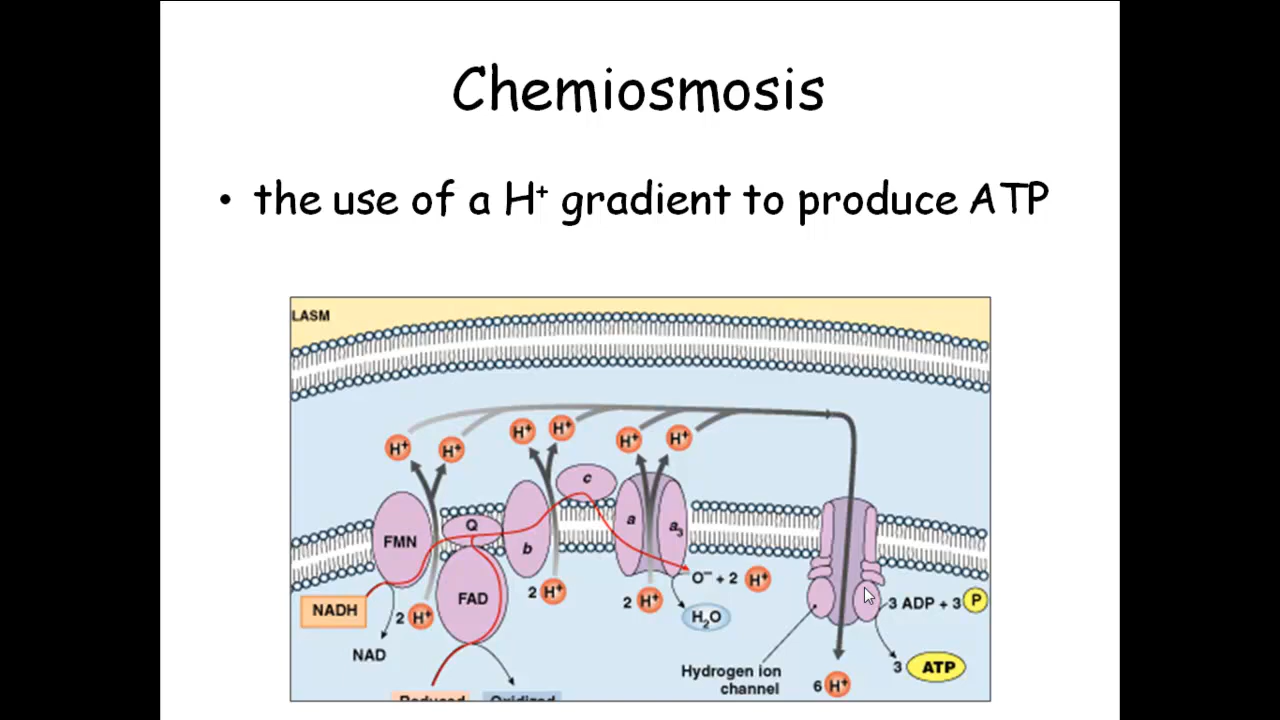 Chemiosmosis
• the use of a H⁺ gradient to produce ATP
LASM
H⁺ H⁺ H⁺ H⁺ H⁺ H⁺
c
Q
a
a₃
FMN
b
O⁻ + 2 H⁺
FAD
2 H⁺
2 H⁺
NADH
2 H⁺
H₂O
3 ADP + 3 P
NAD
Hydrogen ion
channel
3 ATP
6 H⁺
Reduced
Oxidized